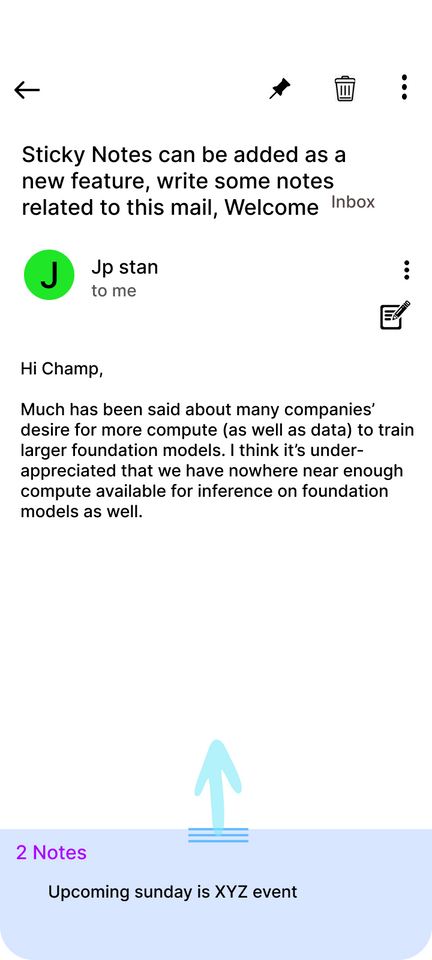 Sticky Notes can be added as a
new feature, write some notes
related to this mail, Welcome Inbox
J
Jp stan
to me
Hi Champ,
Much has been said about many companies’
desire for more compute (as well as data) to train
larger foundation models. I think it’s under-
appreciated that we have nowhere near enough
compute available for inference on foundation
models as well.
2 Notes
Upcoming sunday is XYZ event